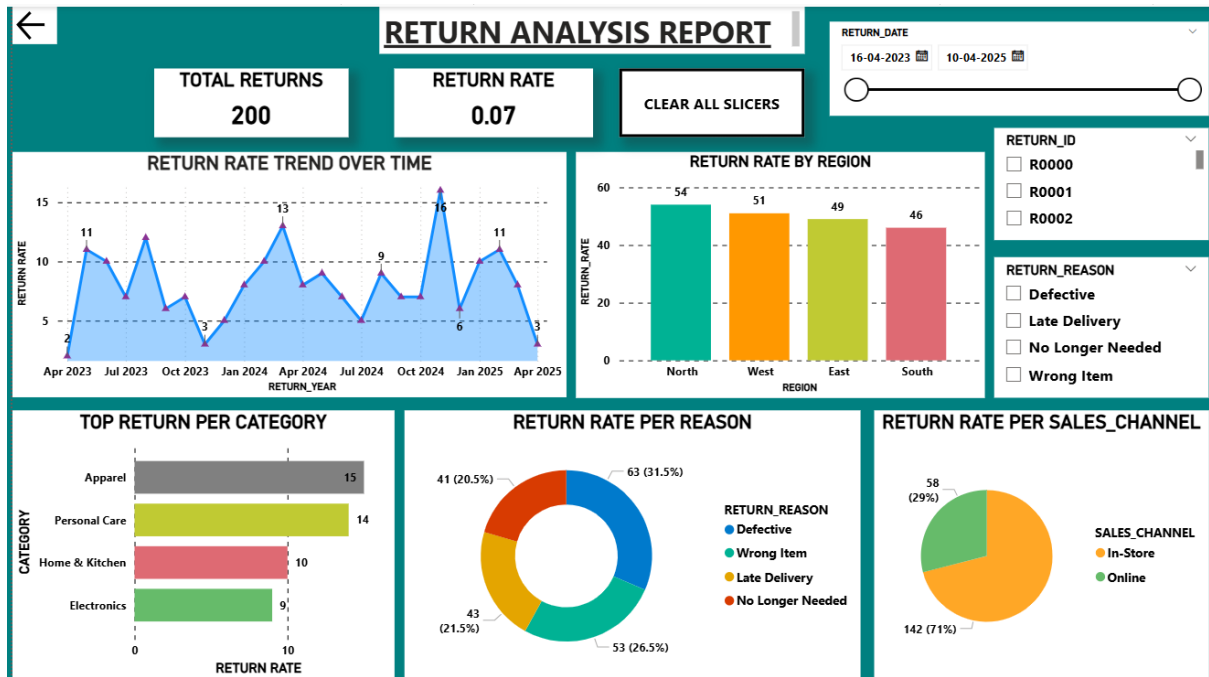 RETURN ANALYSIS REPORT
RETURN_DATE
16-04-2023 10-04-2025
TOTAL RETURNS
200
RETURN RATE
0.07
CLEAR ALL SLICERS
RETURN_ID
R0000
R0001
R0002
RETURN_REASON
Defective
Late Delivery
No Longer Needed
Wrong Item
RETURN RATE TREND OVER TIME
RETURN RATE
15
10
5
2
11
3
13
9
16
6
11
3
Apr 2023 Jul 2023 Oct 2023 Jan 2024 Apr 2024 Jul 2024 Oct 2024 Jan 2025 Apr 2025
RETURN_YEAR
RETURN RATE BY REGION
RETURN_RATE
60
40
20
0
54
51
49
46
North West East South
REGION
TOP RETURN PER CATEGORY
CATEGORY
Apparel 15
Personal Care 14
Home & Kitchen 10
Electronics 9
0 10
RETURN RATE
RETURN RATE PER REASON
41 (20.5%)
63 (31.5%)
43
(21.5%)
53 (26.5%)
RETURN_REASON
Defective
Wrong Item
Late Delivery
No Longer Needed
RETURN RATE PER SALES_CHANNEL
58
(29%)
142 (71%)
SALES_CHANNEL
In-Store
Online